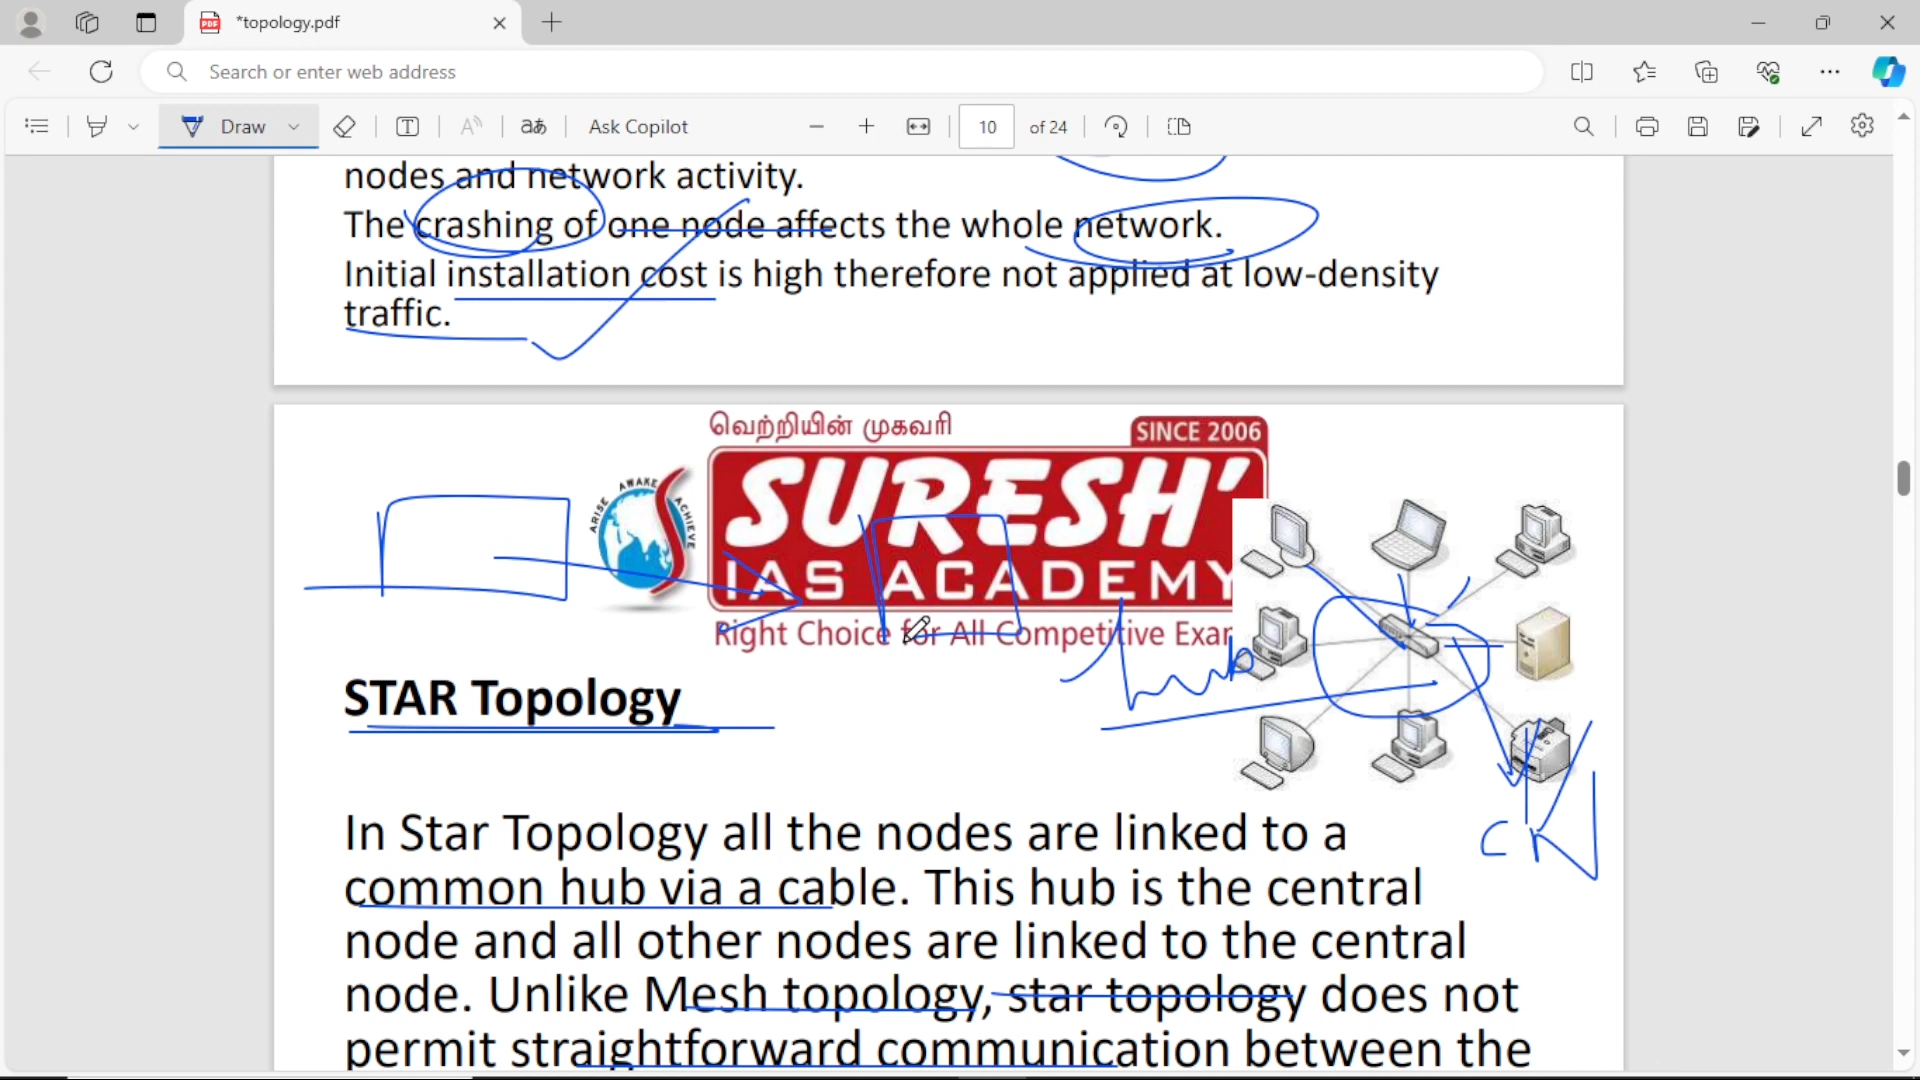 *topology.pdf
Search or enter web address
Draw
Ask Copilot
10 of 24
nodes and network activity.
The crashing of one node affects the whole network.
Initial installation cost is high therefore not applied at low-density
traffic.
வெற்றியின் முகவரி
SINCE 2006
ARISE AWAKE ACHIEVE
SURESH'
IAS ACADEMY
Right Choice for All Competitive Exar
hub
STAR Topology
In Star Topology all the nodes are linked to a
common hub via a cable. This hub is the central
node and all other nodes are linked to the central
node. Unlike Mesh topology, star topology does not
permit straightforward communication between the